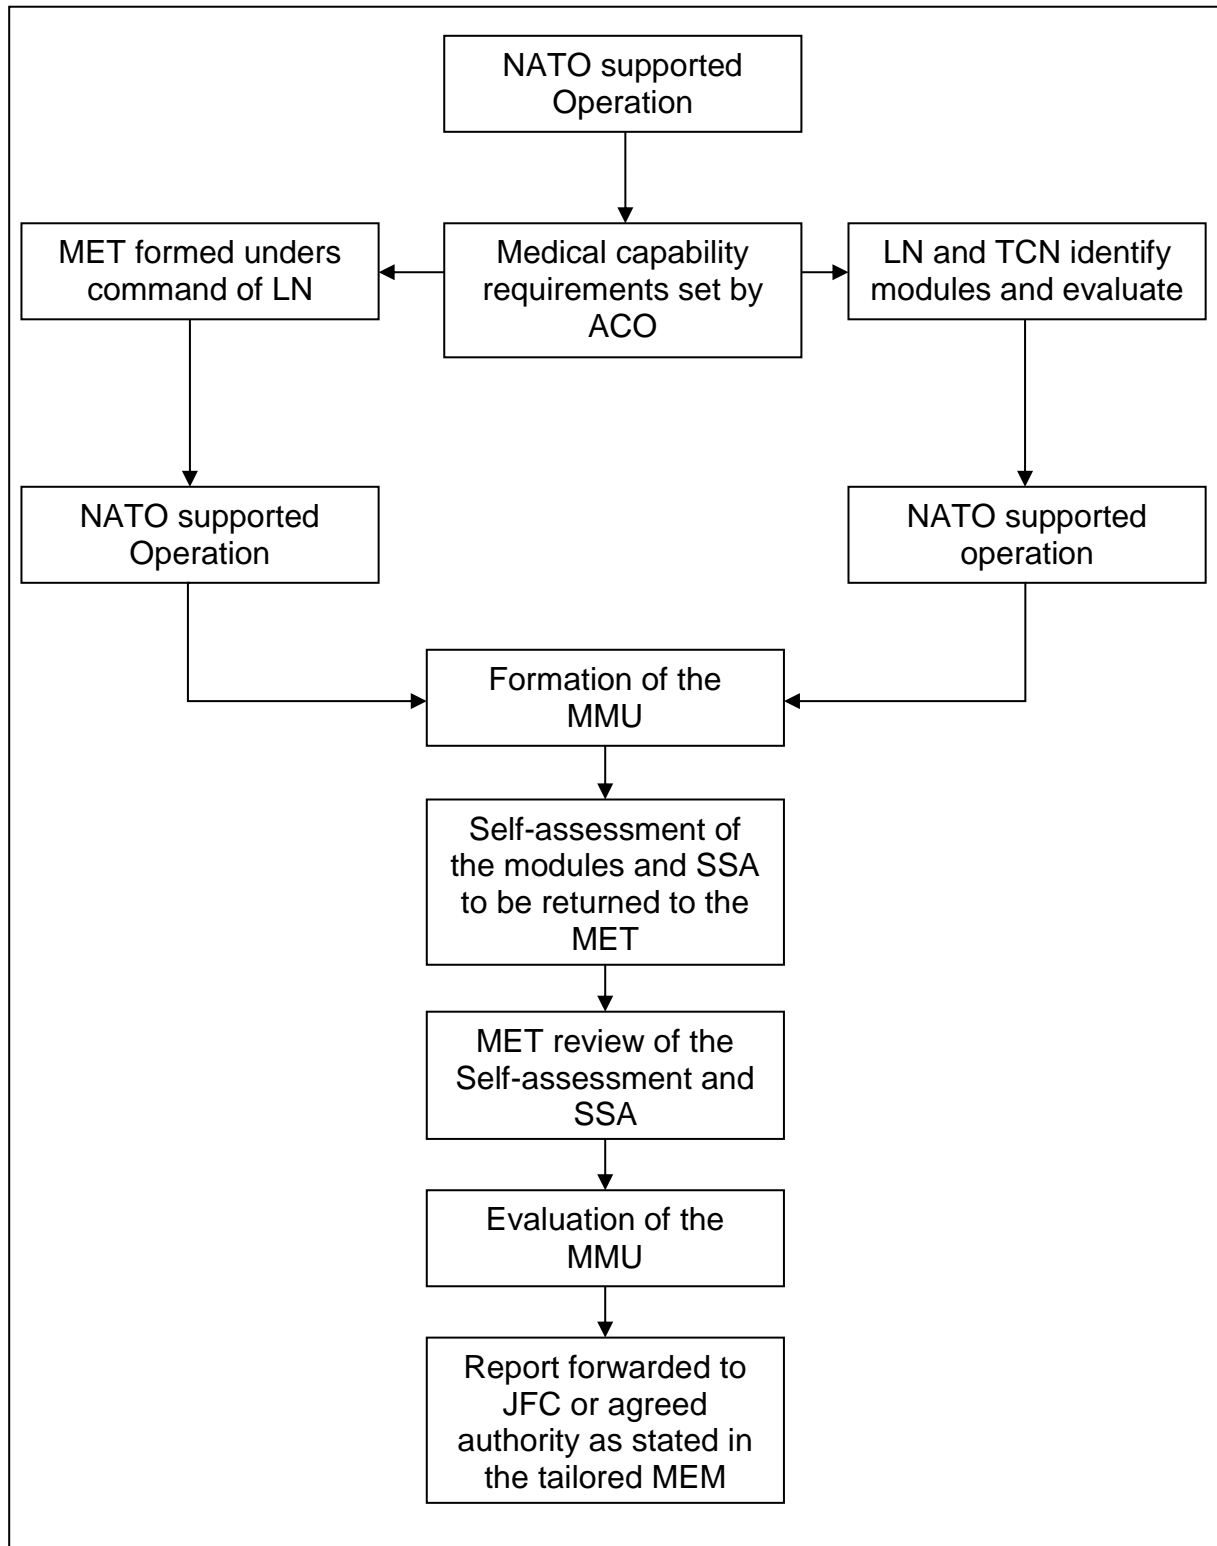 NATO supported
Operation
MET formed unders
command of LN
Medical capability
requirements set by
ACO
LN and TCN identify
modules and evaluate
NATO supported
Operation
NATO supported
operation
Formation of the
MMU
Self-assessment of
the modules and SSA
to be returned to the
MET
MET review of the
Self-assessment and
SSA
Evaluation of the
MMU
Report forwarded to
JFC or agreed
authority as stated in
the tailored MEM